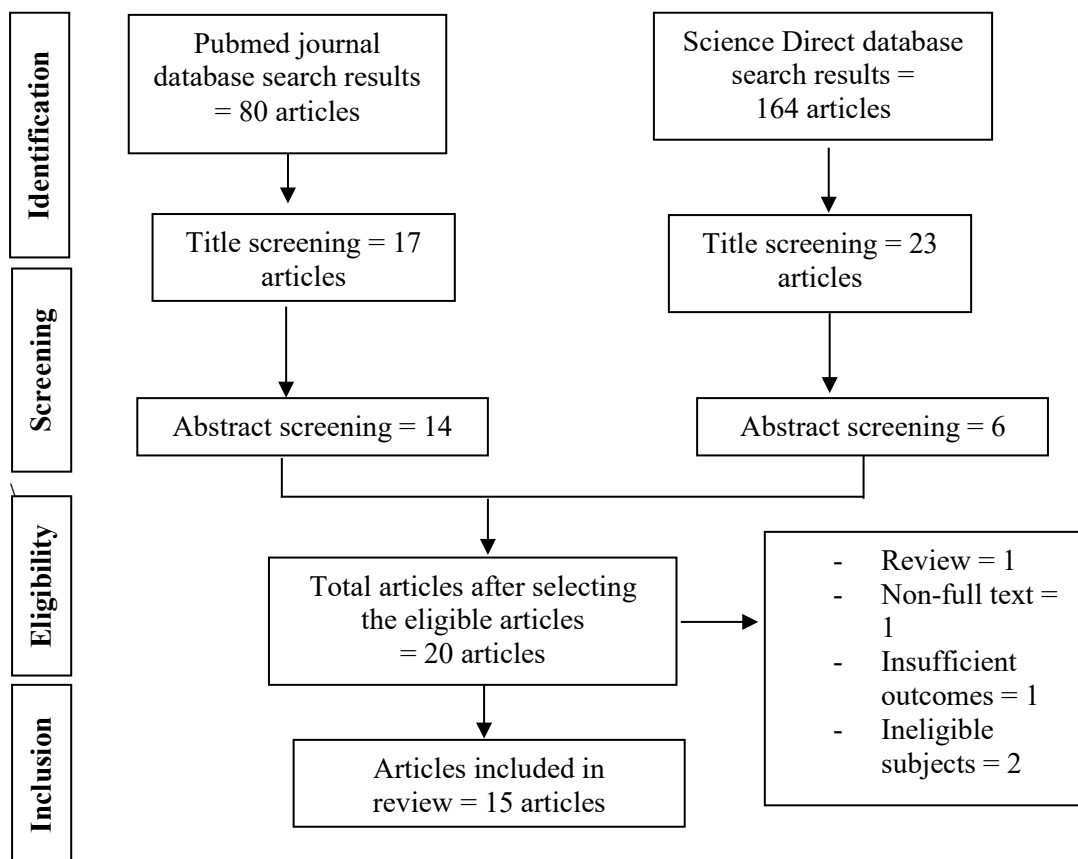 Identification
Pubmed journal
database search results
= 80 articles
Science Direct database
search results =
164 articles
Title screening = 17
articles
Title screening = 23
articles
Screening
Abstract screening = 14
Abstract screening = 6
\
Eligibility
Total articles after selecting
the eligible articles
= 20 articles
- Review = 1
- Non-full text =
1
- Insufficient
outcomes = 1
- Ineligible
subjects = 2
Inclusion
Articles included in
review = 15 articles